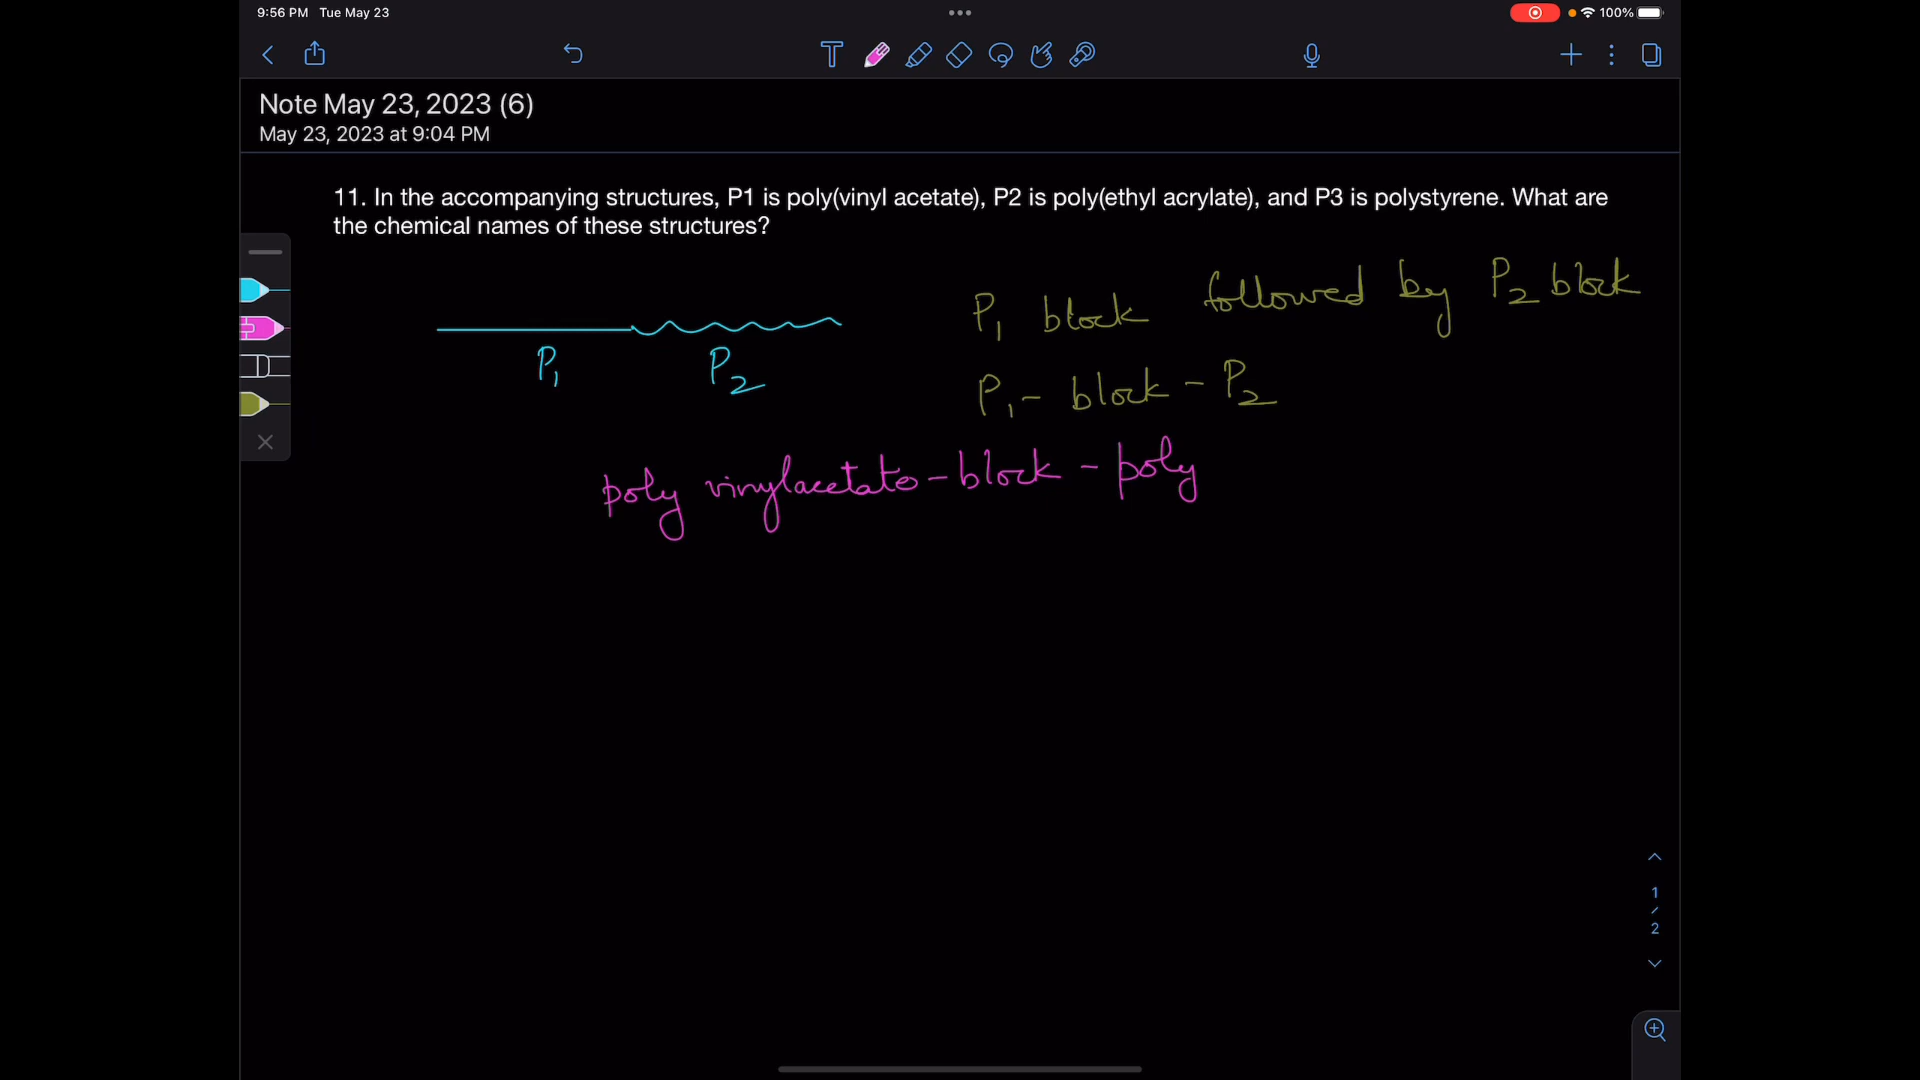 9:56 PM Tue May 23
100%
Note May 23, 2023 (6)
May 23, 2023 at 9:04 PM
11. In the accompanying structures, P1 is poly(vinyl acetate), P2 is poly(ethyl acrylate), and P3 is polystyrene. What are
the chemical names of these structures?
P1 P2
P1 block followed by P2 block
P1 - block - P2
poly vinylacetate - block - poly
1
/
2